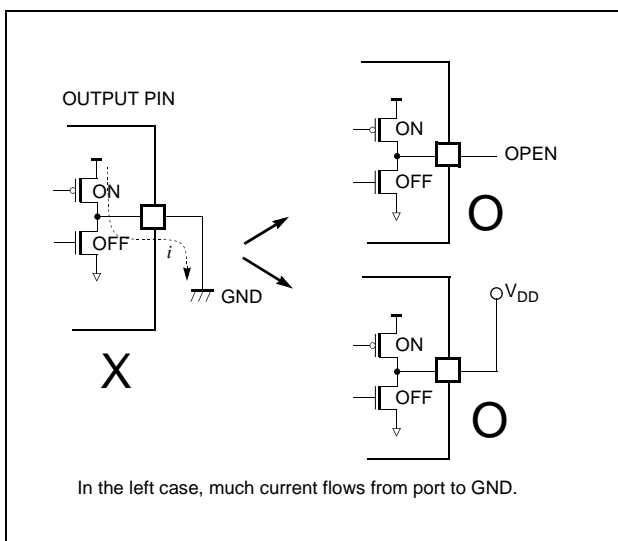 OUTPUT PIN
ON
OFF
i
GND
X
ON
OFF
OPEN
O
ON
OFF
VDD
O
In the left case, much current flows from port to GND.